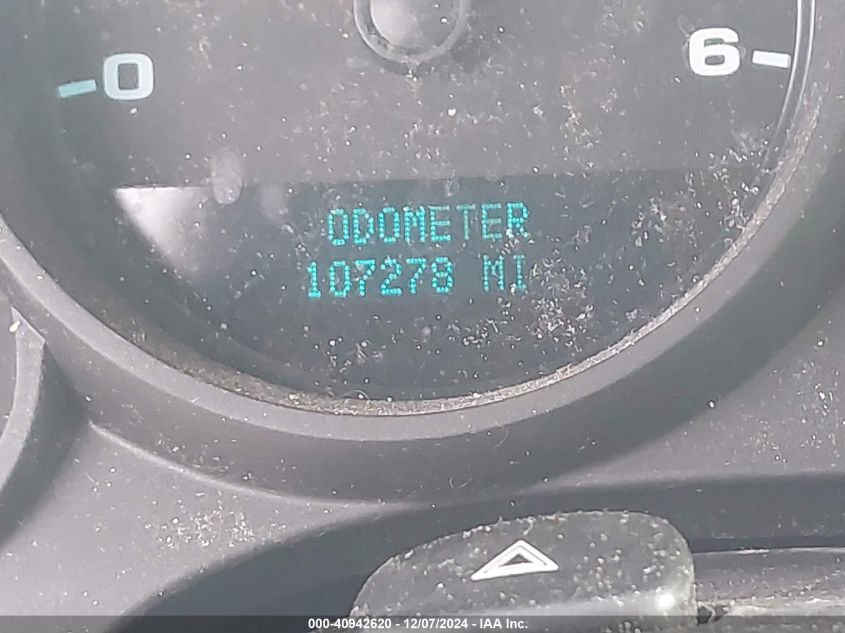 0 6
ODOMETER
107278 MI
000-40942620 - 12/07/2024 - IAA Inc.